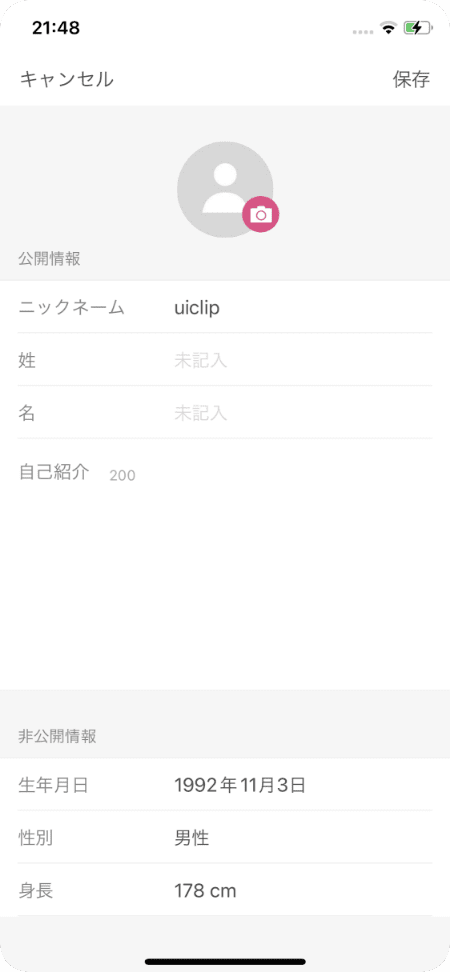 21:48
キャンセル 保存
公開情報
ニックネーム uiclip
姓 未記入
名 未記入
自己紹介 200
非公開情報
生年月日 1992年11月3日
性別 男性
身長 178 cm